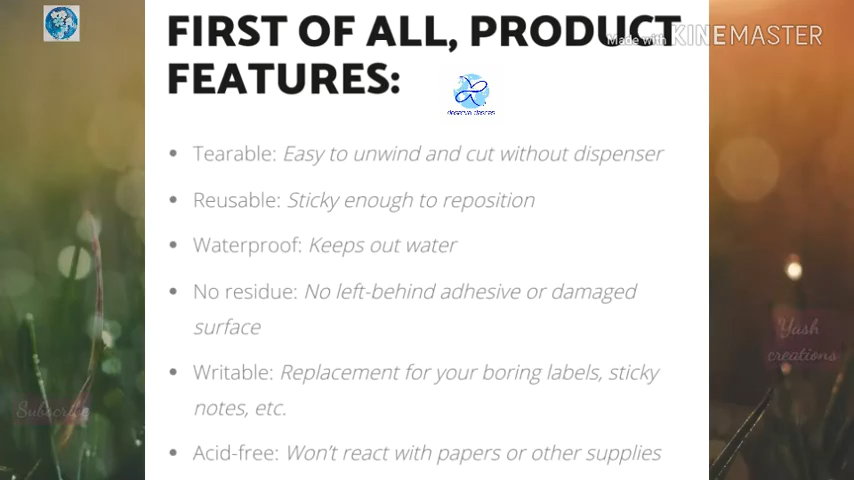 Made with KINEMASTER
FIRST OF ALL, PRODUCT
FEATURES:
• Tearable: Easy to unwind and cut without dispenser
• Reusable: Sticky enough to reposition
• Waterproof: Keeps out water
• No residue: No left-behind adhesive or damaged
surface
• Writable: Replacement for your boring labels, sticky
notes, etc.
• Acid-free: Won't react with papers or other supplies
Yash
creations
Subscribe